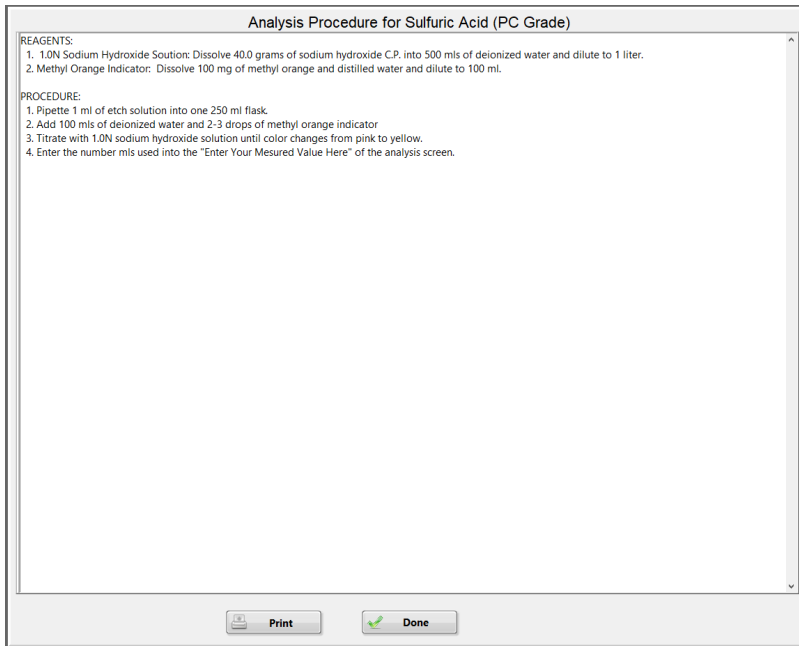 Analysis Procedure for Sulfuric Acid (PC Grade)
REAGENTS:
1. 1.0N Sodium Hydroxide Soution: Dissolve 40.0 grams of sodium hydroxide C.P. into 500 mls of deionized water and dilute to 1 liter.
2. Methyl Orange Indicator: Dissolve 100 mg of methyl orange and distilled water and dilute to 100 ml.
PROCEDURE:
1. Pipette 1 ml of etch solution into one 250 ml flask.
2. Add 100 mls of deionized water and 2-3 drops of methyl orange indicator
3. Titrate with 1.0N sodium hydroxide solution until color changes from pink to yellow.
4. Enter the number mls used into the "Enter Your Mesured Value Here" of the analysis screen.
Print
Done